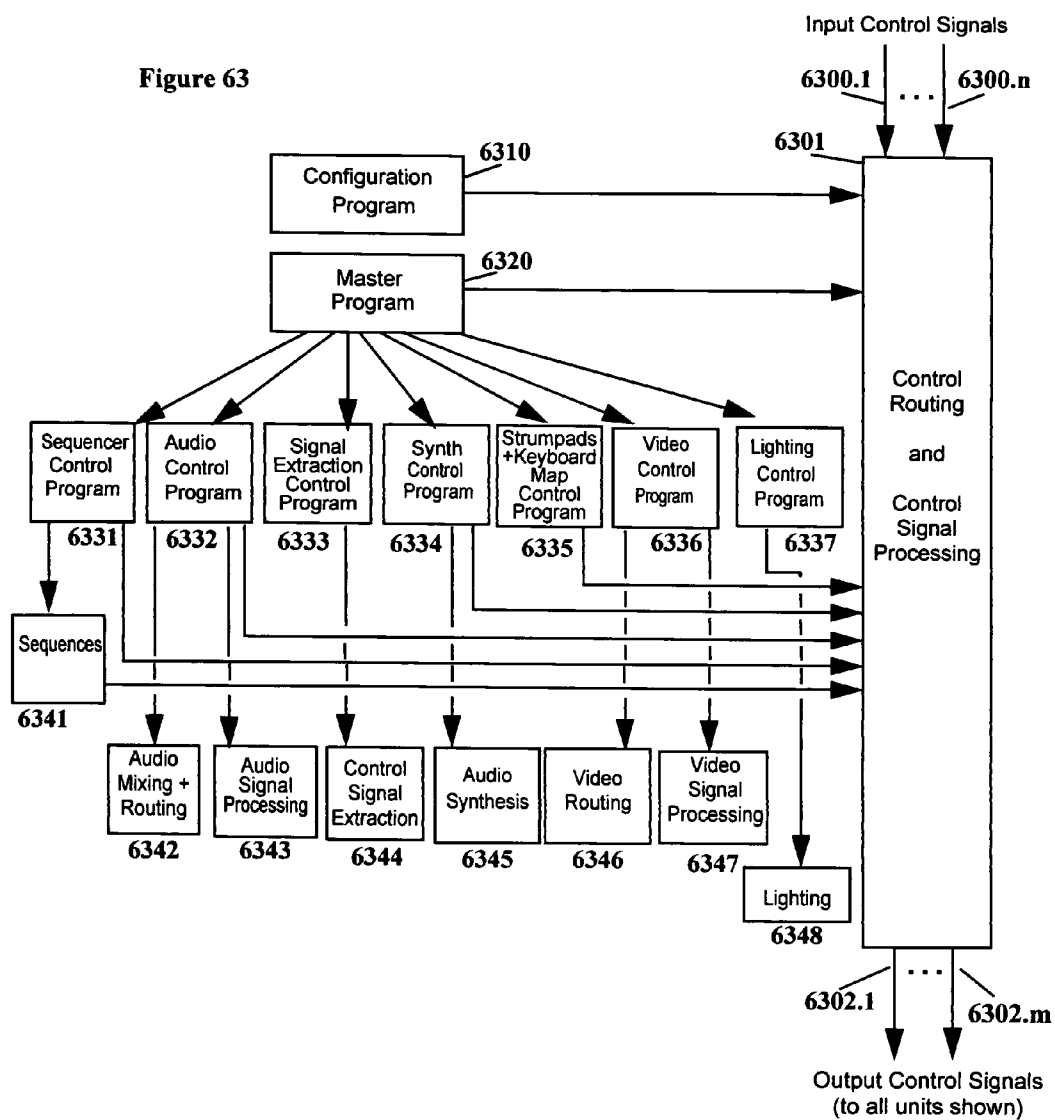 Input Control Signals
Figure 63
6300.1
. . .
6300.n
6301
6310
Configuration
Program
6320
Master
Program
Control
Routing
and
Control
Signal
Processing
Sequencer
Control
Program
Audio
Control
Program
Signal
Extraction
Control
Program
Synth
Control
Program
Strumpads
+Keyboard
Map
Control
Program
Video
Control
Program
Lighting
Control
Program
6331
6332
6333
6334
6335
6336
6337
Sequences
6341
Audio
Mixing +
Routing
Audio
Signal
Processing
Control
Signal
Extraction
Audio
Synthesis
Video
Routing
Video
Signal
Processing
6342
6343
6344
6345
6346
6347
Lighting
6348
6302.1
. . .
6302.m
Output Control Signals
(to all units shown)